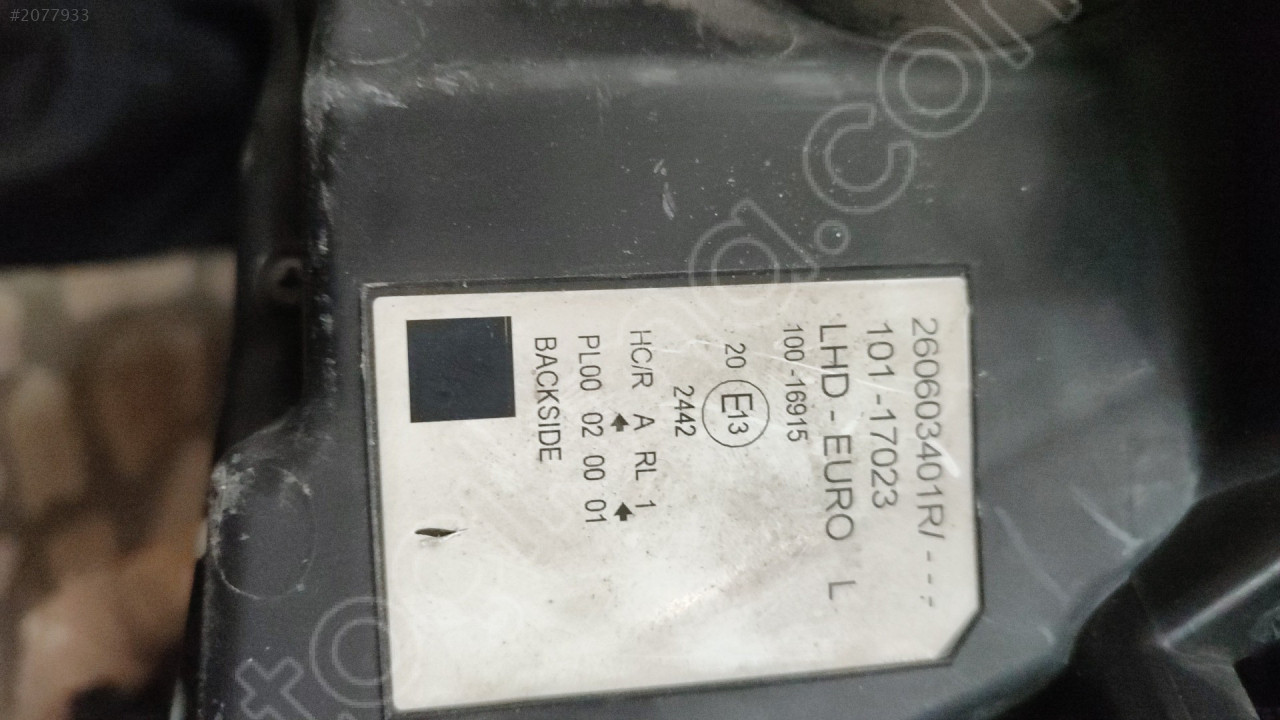 #2077933
260603401R/ - - -
101 -17023
LHD - EURO L
100 -16915
20 E13
2442
HC/R A RL 1
PL00 02 00 01
BACKSIDE